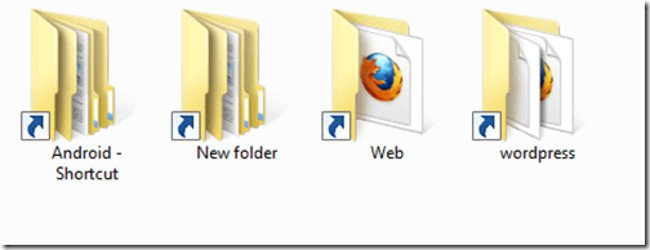 Android -
Shortcut
New folder
Web
wordpress